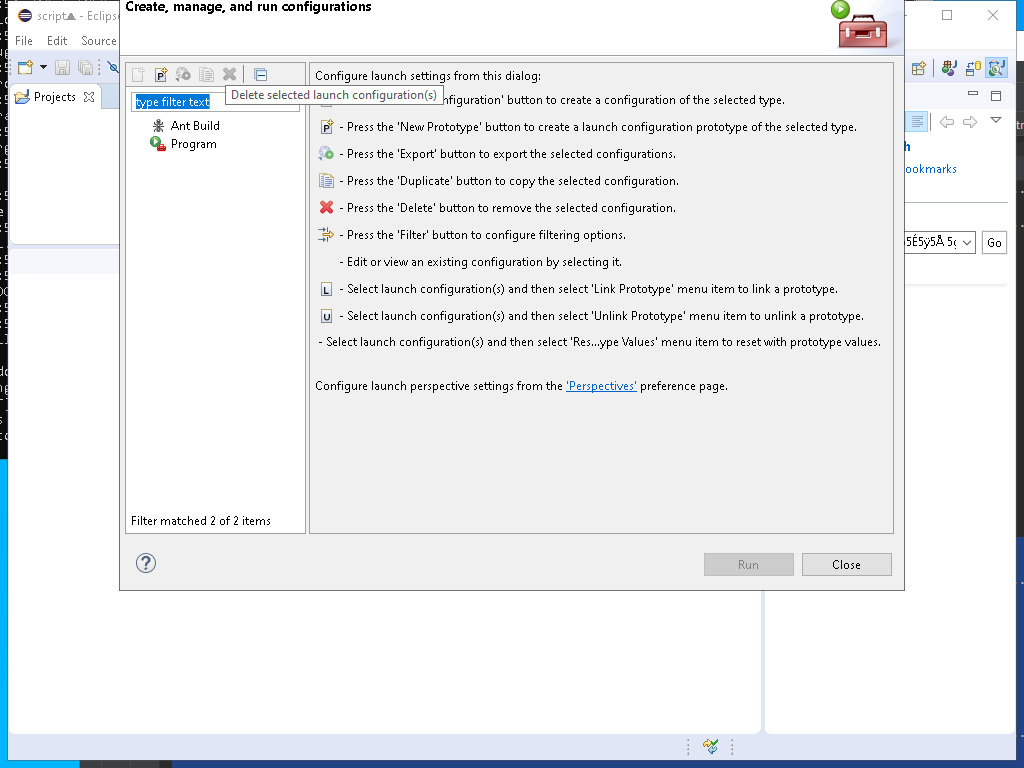 Create, manage, and run configurations
script▲ - Eclips
File Edit Source
Projects
type filter text
Delete selected launch configuration(s)
Ant Build
Program
Filter matched 2 of 2 items
Configure launch settings from this dialog:
nfiguration' button to create a configuration of the selected type.
- Press the 'New Prototype' button to create a launch configuration prototype of the selected type.
- Press the 'Export' button to export the selected configurations.
- Press the 'Duplicate' button to copy the selected configuration.
- Press the 'Delete' button to remove the selected configuration.
- Press the 'Filter' button to configure filtering options.
- Edit or view an existing configuration by selecting it.
L - Select launch configuration(s) and then select 'Link Prototype' menu item to link a prototype.
U - Select launch configuration(s) and then select 'Unlink Prototype' menu item to unlink a prototype.
- Select launch configuration(s) and then select 'Res...ype Values' menu item to reset with prototype values.
Configure launch perspective settings from the 'Perspectives' preference page.
Run
Close
ookmarks
Go